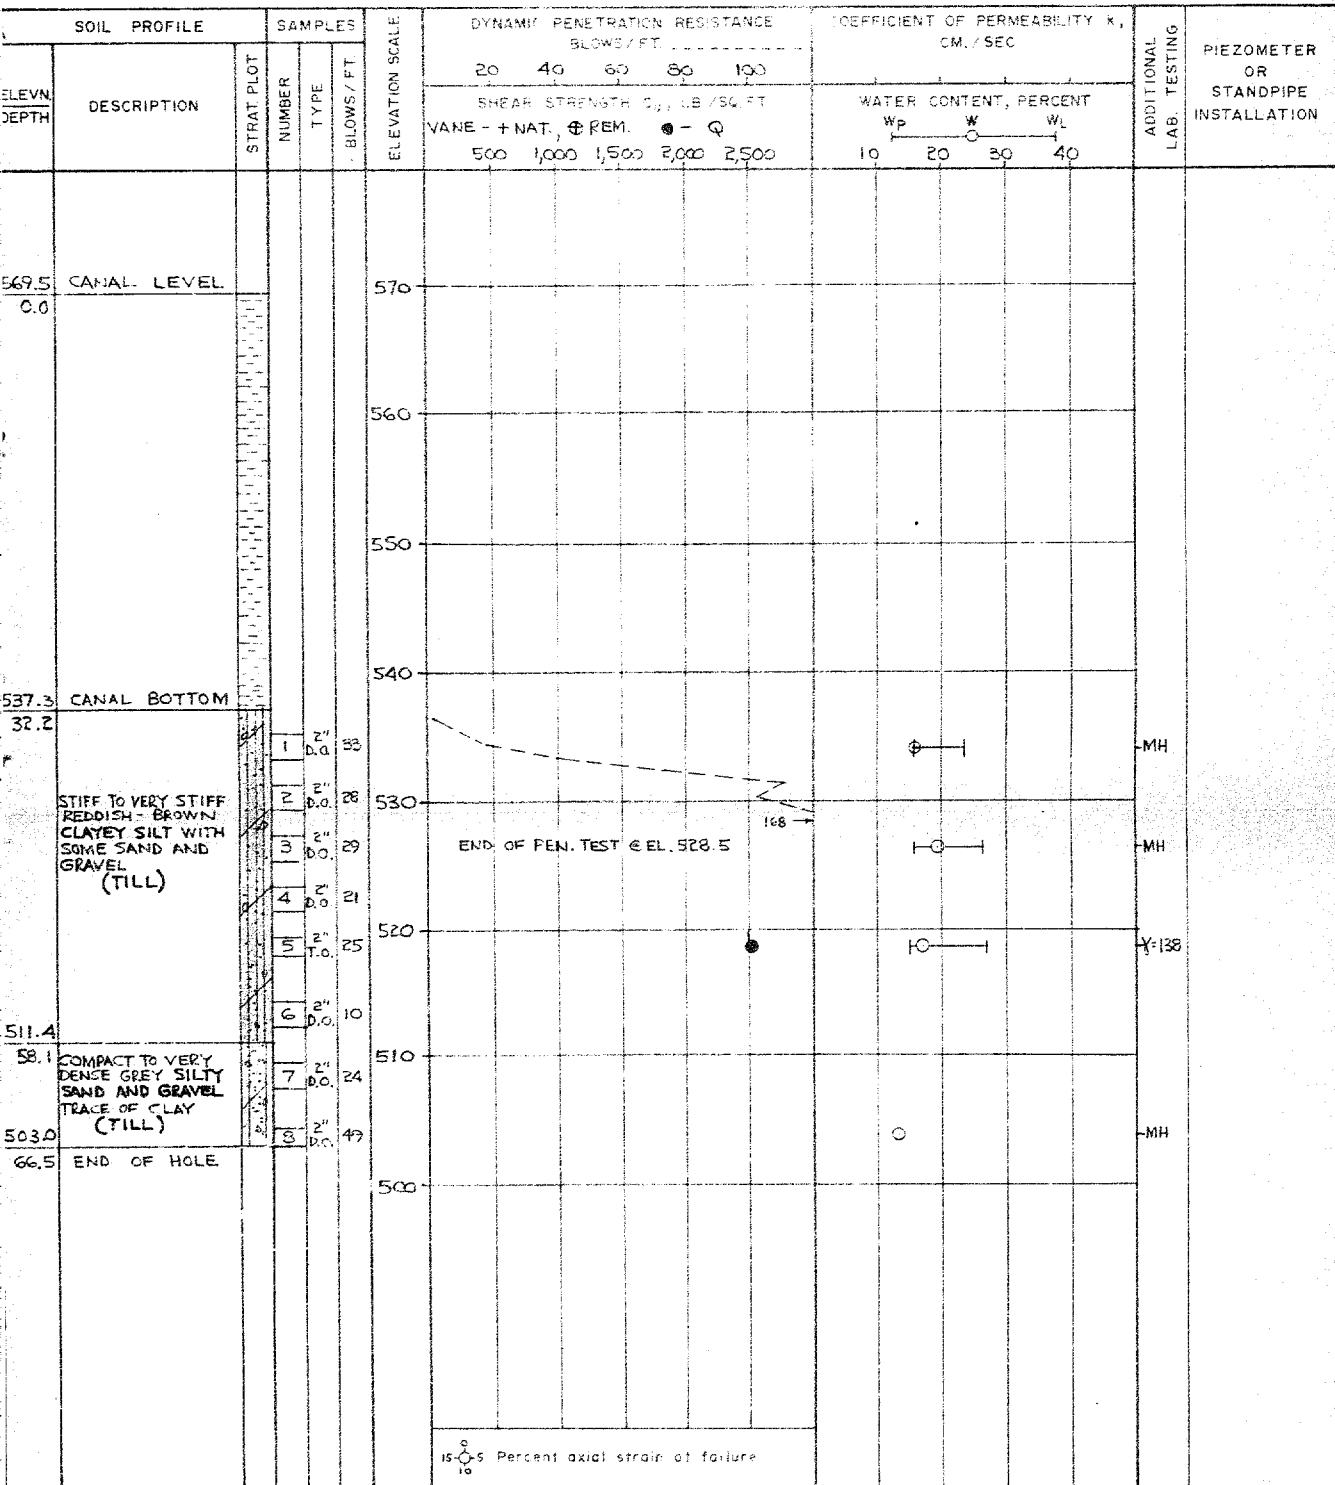 SOIL PROFILE
SAMPLES
ELEVATION SCALE
DYNAMIC PENETRATION RESISTANCE
BLOWS/FT.
20 40 60 80 100
SHEAR STRENGTH Cu, LB./SQ.FT
VANE - + NAT., ⊕ REM. ● - Q
500 1,000 1,500 2,000 2,500
COEFFICIENT OF PERMEABILITY K,
CM./SEC
WATER CONTENT, PERCENT
WP W WL
10 20 30 40
ADDITIONAL
LAB. TESTING
PIEZOMETER
OR
STANDPIPE
INSTALLATION
ELEVN.
DEPTH
DESCRIPTION
STRAT. PLOT
NUMBER
TYPE
BLOWS/FT.
569.5 CANAL LEVEL
0.0
570
560
550
540
537.3 CANAL BOTTOM
32.2
1 2" D.O. 33
MH
STIFF TO VERY STIFF
REDDISH-BROWN
CLAYEY SILT WITH
SOME SAND AND
GRAVEL
(TILL)
2 2" D.O. 28
530
168
3 2" D.O. 29
END OF PEN. TEST @ EL. 528.5
MH
4 2" D.O. 21
520
5 2" T.O. 25
γ=138
6 2" D.O. 10
511.4
58.1
COMPACT TO VERY
DENSE GREY SILTY
SAND AND GRAVEL
TRACE OF CLAY
(TILL)
510
7 2" D.O. 24
8 2" D.O. 49
MH
503.0
66.5 END OF HOLE
500
0
15 5 Percent axial strain at failure
10